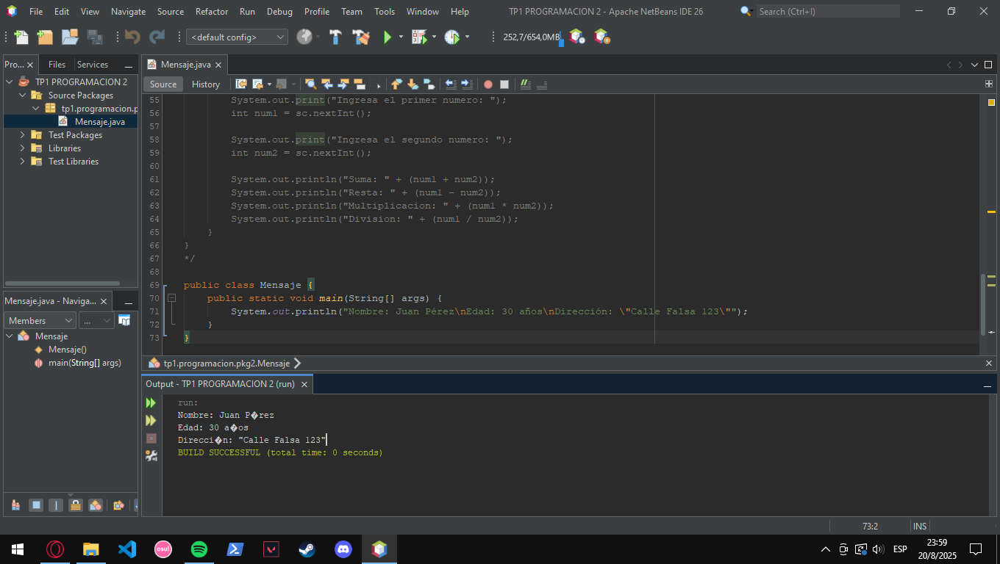 File Edit View Navigate Source Refactor Run Debug Profile Team Tools Window Help
TP1 PROGRAMACION 2 - Apache NetBeans IDE 26
Search (Ctrl+I)
<default config>
252,7/654,0MB
Pro...
Files
Services
TP1 PROGRAMACION 2
Source Packages
tp1.programacion.p
Mensaje.java
Test Packages
Libraries
Test Libraries
Mensaje.java
Source
History
55 System.out.print("Ingresa el primer numero: ");
56 int num1 = sc.nextInt();
57
58 System.out.print("Ingresa el segundo numero: ");
59 int num2 = sc.nextInt();
60
61 System.out.println("Suma: " + (num1 + num2));
62 System.out.println("Resta: " + (num1 - num2));
63 System.out.println("Multiplicacion: " + (num1 * num2));
64 System.out.println("Division: " + (num1 / num2));
65 }
66 }
67 */
68
69 public class Mensaje {
70 public static void main(String[] args) {
71 System.out.println("Nombre: Juan Pérez\nEdad: 30 años\nDirección: \"Calle Falsa 123\"");
72 }
73 }
tp1.programacion.pkg2.Mensaje
Mensaje.java - Naviga...
Members
...
Mensaje
Mensaje()
main(String[] args)
Output - TP1 PROGRAMACION 2 (run)
run:
Nombre: Juan P�rez
Edad: 30 a�os
Direcci�n: "Calle Falsa 123"
BUILD SUCCESSFUL (total time: 0 seconds)
73:2
INS
osu!
ESP
23:59
20/8/2025